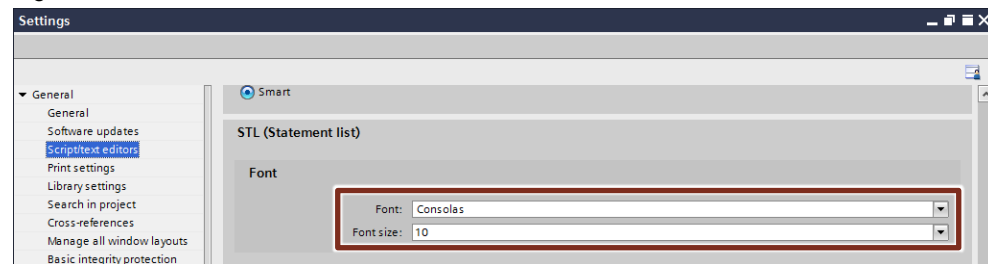 Settings
General
General
Software updates
Script/text editors
Print settings
Library settings
Search in project
Cross-references
Manage all window layouts
Basic integrity protection
Smart
STL (Statement list)
Font
Font: Consolas
Font size: 10